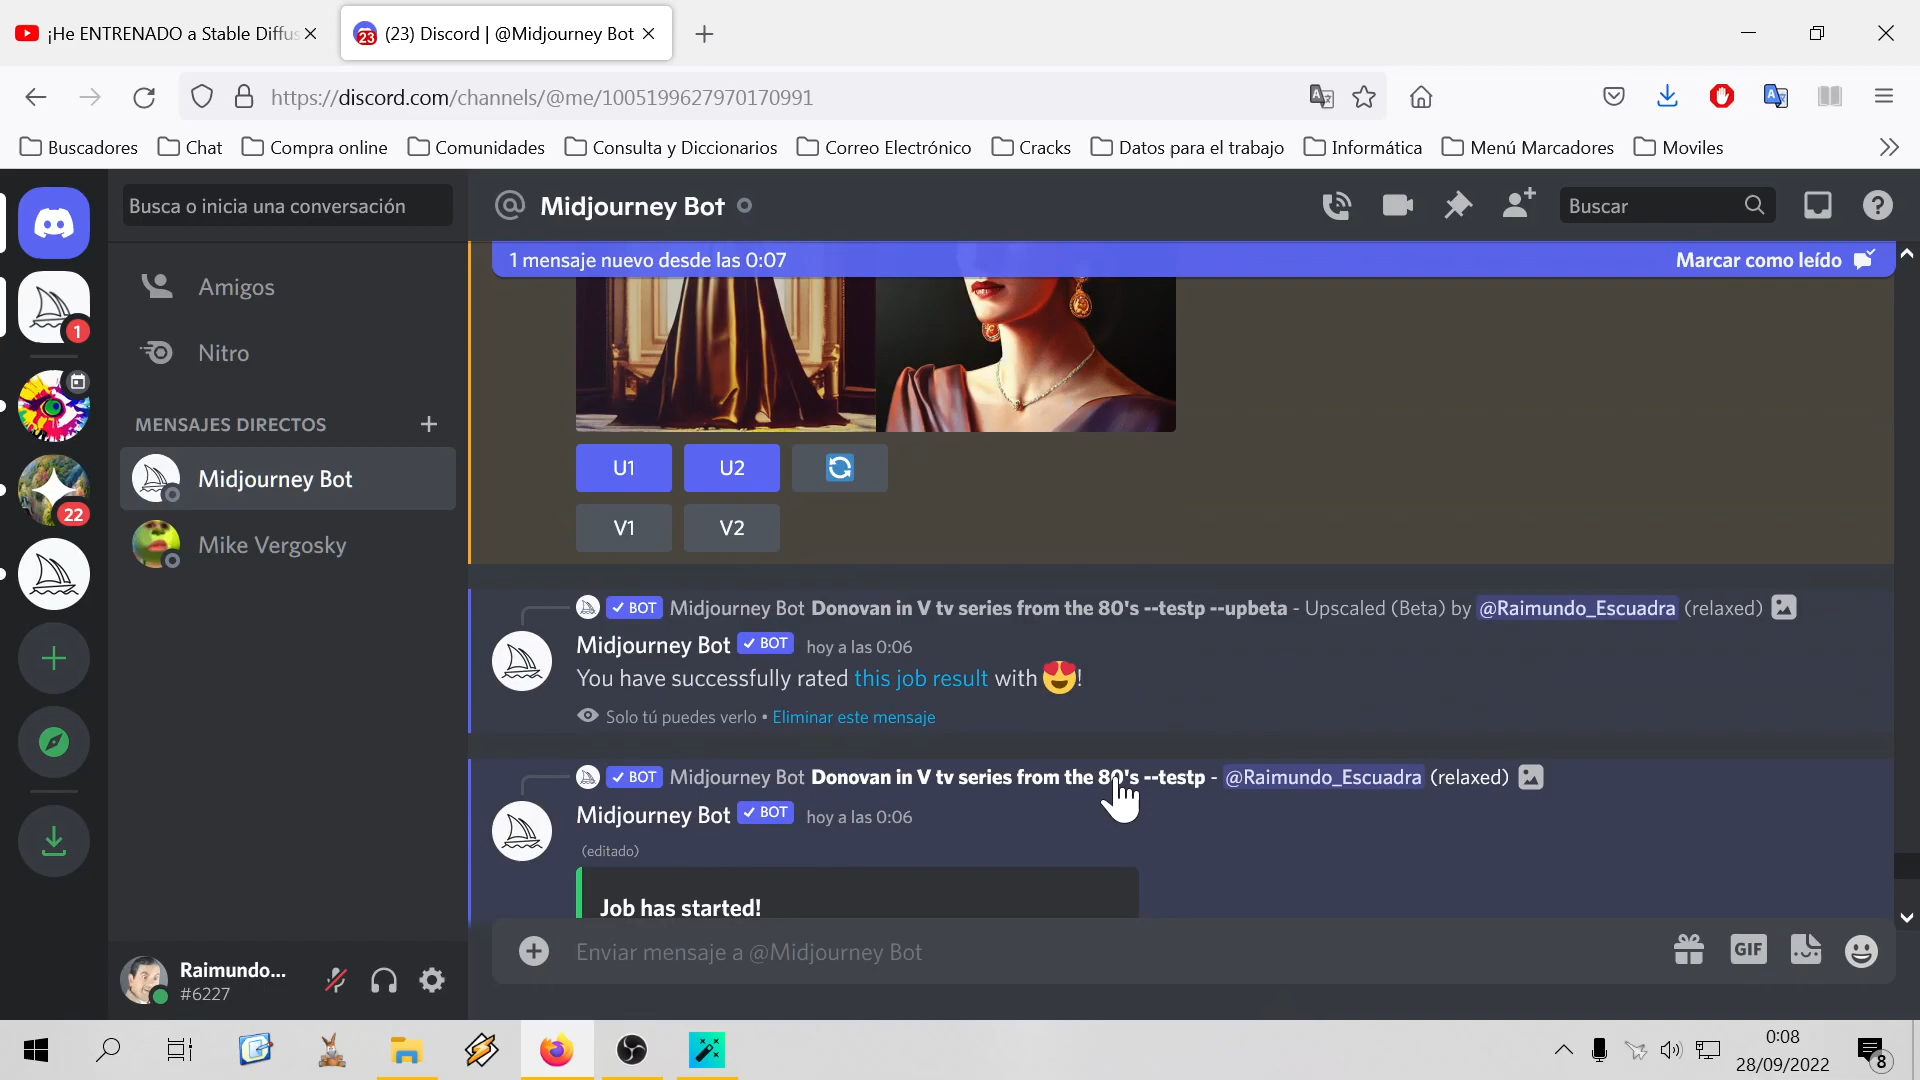 ¡He ENTRENADO a Stable Diffus
23
(23) Discord | @Midjourney Bot
https://discord.com/channels/@me/1005199627970170991
Buscadores
Chat
Compra online
Comunidades
Consulta y Diccionarios
Correo Electrónico
Cracks
Datos para el trabajo
Informática
Menú Marcadores
Moviles
Busca o inicia una conversación
Midjourney Bot
Buscar
1 mensaje nuevo desde las 0:07
Marcar como leído
1
22
Amigos
Nitro
MENSAJES DIRECTOS
Midjourney Bot
Mike Vergosky
U1
U2
V1
V2
BOT Midjourney Bot Donovan in V tv series from the 80's --testp --upbeta - Upscaled (Beta) by @Raimundo_Escuadra (relaxed)
Midjourney Bot BOT hoy a las 0:06
You have successfully rated this job result with !
Solo tú puedes verlo • Eliminar este mensaje
BOT Midjourney Bot Donovan in V tv series from the 80's --testp - @Raimundo_Escuadra (relaxed)
Midjourney Bot BOT hoy a las 0:06
(editado)
Job has started!
Enviar mensaje a @Midjourney Bot
GIF
Raimundo...
#6227
0:08
28/09/2022
8